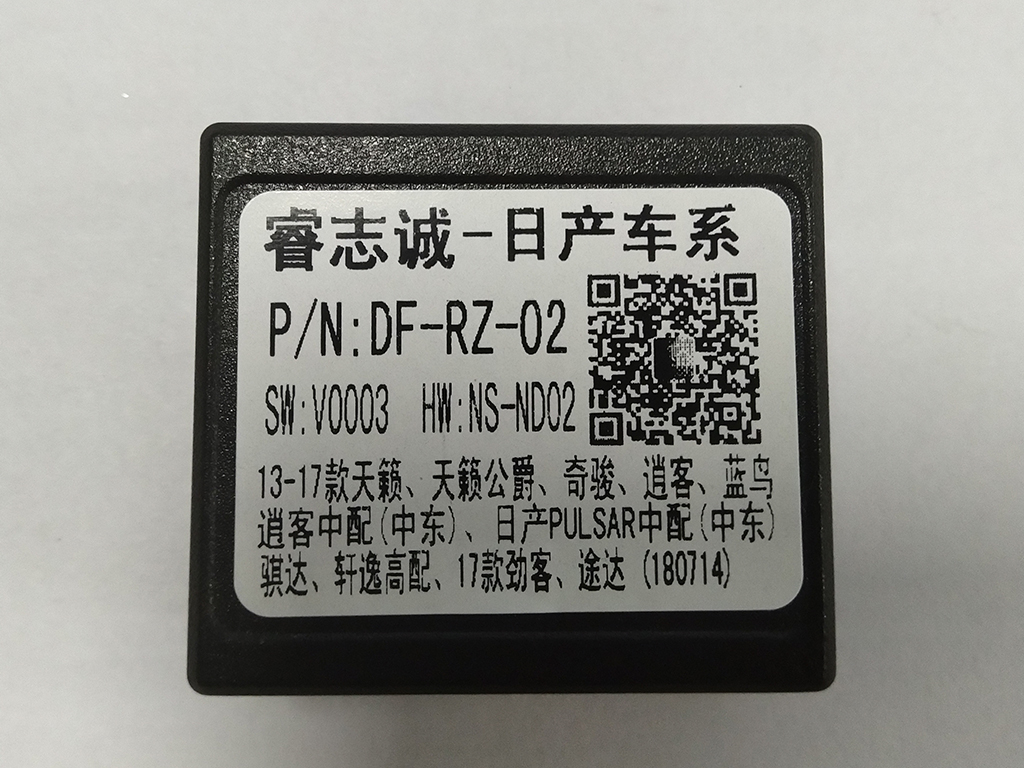 睿志诚-日产车系
P/N:DF-RZ-02
SW:V0003 HW:NS-ND02
13-17款天籁、天籁公爵、奇骏、逍客、蓝鸟
逍客中配(中东)、日产PULSAR中配(中东)
骐达、轩逸高配、17款劲客、途达 (180714)